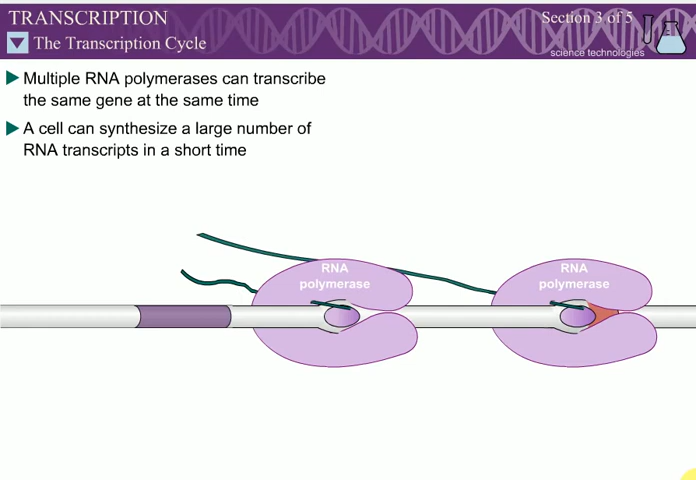 TRANSCRIPTION
Section 3 of 5
The Transcription Cycle
science technologies
Multiple RNA polymerases can transcribe
the same gene at the same time
A cell can synthesize a large number of
RNA transcripts in a short time
RNA
polymerase
RNA
polymerase